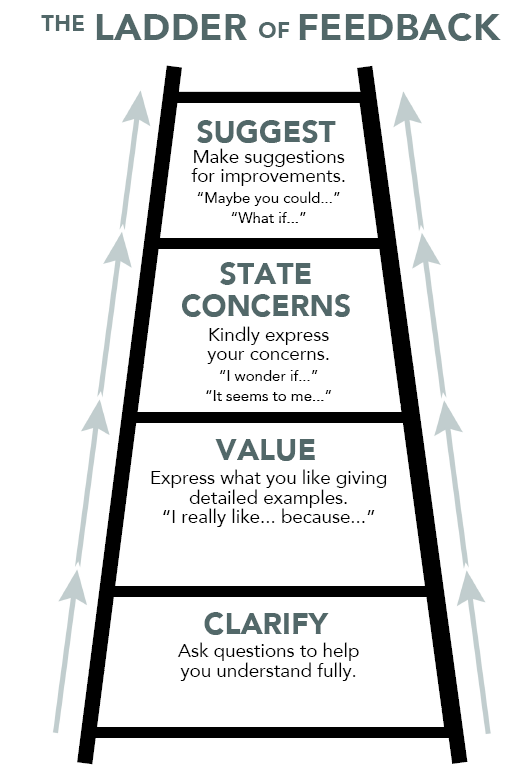 THE LADDER OF FEEDBACK
SUGGEST
Make suggestions
for improvements.
“Maybe you could...”
“What if...”
STATE
CONCERNS
Kindly express
your concerns.
“I wonder if...”
“It seems to me...”
VALUE
Express what you like giving
detailed examples.
“I really like... because...”
CLARIFY
Ask questions to help
you understand fully.